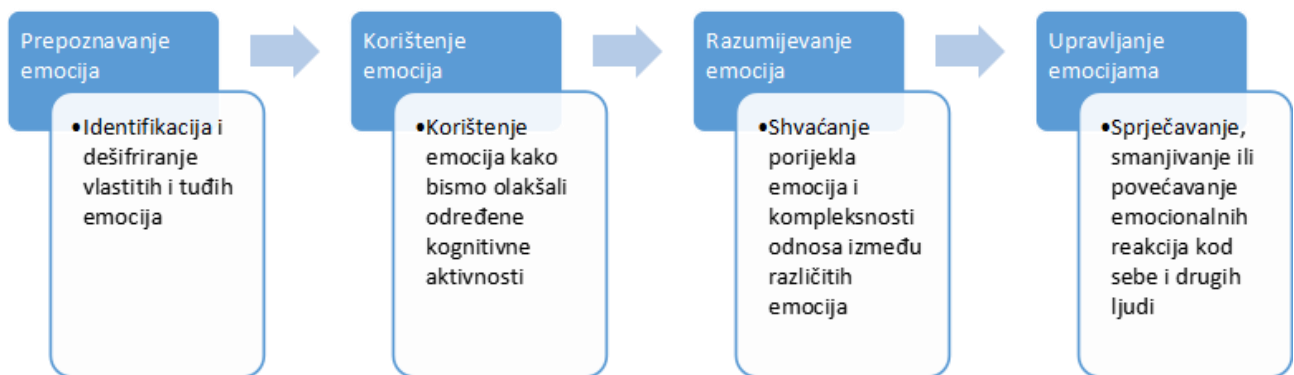 Prepoznavanje
emocija
•Identifikacija i
dešifriranje
vlastitih i tuđih
emocija
Korištenje
emocija
•Korištenje
emocija kako
bismo olakšali
određene
kognitivne
aktivnosti
Razumijevanje
emocija
•Shvaćanje
porijekla
emocija i
kompleksnosti
odnosa između
različitih
emocija
Upravljanje
emocijama
•Sprječavanje,
smanjivanje ili
povećavanje
emocionalnih
reakcija kod
sebe i drugih
ljudi